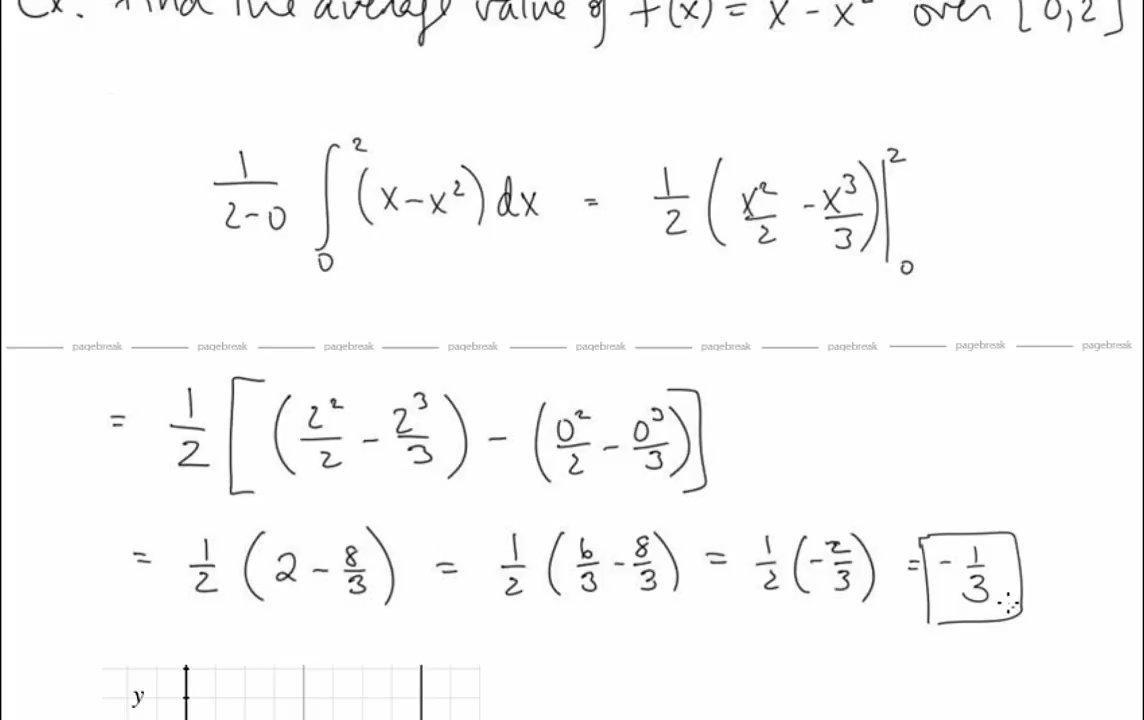 Ex. Find the average value of f(x) = x - x² over [0,2]
1/(2-0) ∫₀² (x-x²) dx = 1/2 (x²/2 - x³/3)|₀²
pagebreak pagebreak pagebreak pagebreak pagebreak pagebreak pagebreak pagebreak pagebreak
= 1/2 [(2²/2 - 2³/3) - (0²/2 - 0³/3)]
= 1/2 (2 - 8/3) = 1/2 (6/3 - 8/3) = 1/2 (-2/3) = -1/3
y